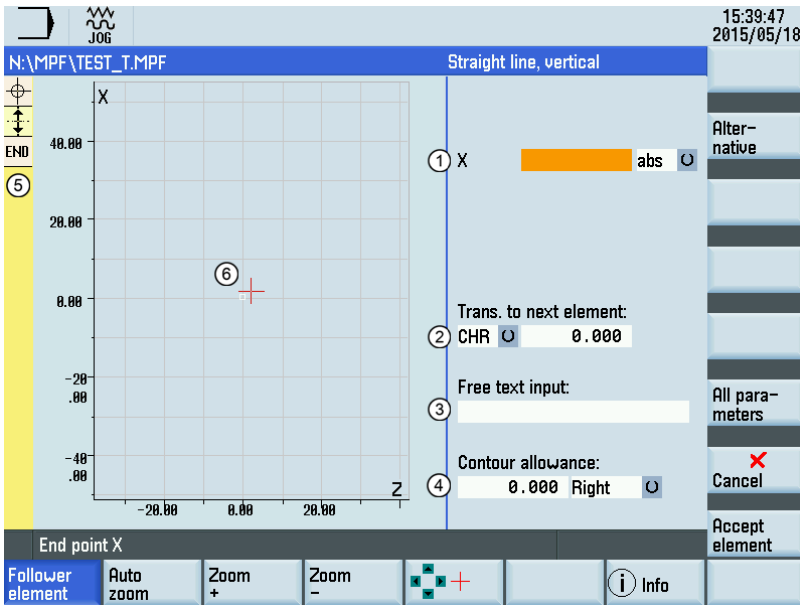 JOG
15:39:47
2015/05/18
N:\MPF\TEST_T.MPF
Straight line, vertical
X
40.00
20.00
0.00
-20
.00
-40
.00
Z
-20.00
0.00
20.00
END
5
6
1 X abs
Trans. to next element:
2 CHR 0.000
Free text input:
3
Contour allowance:
4 0.000 Right
Alter-
native
All para-
meters
Cancel
Accept
element
End point X
Follower
element
Auto
zoom
Zoom
+
Zoom
-
i Info